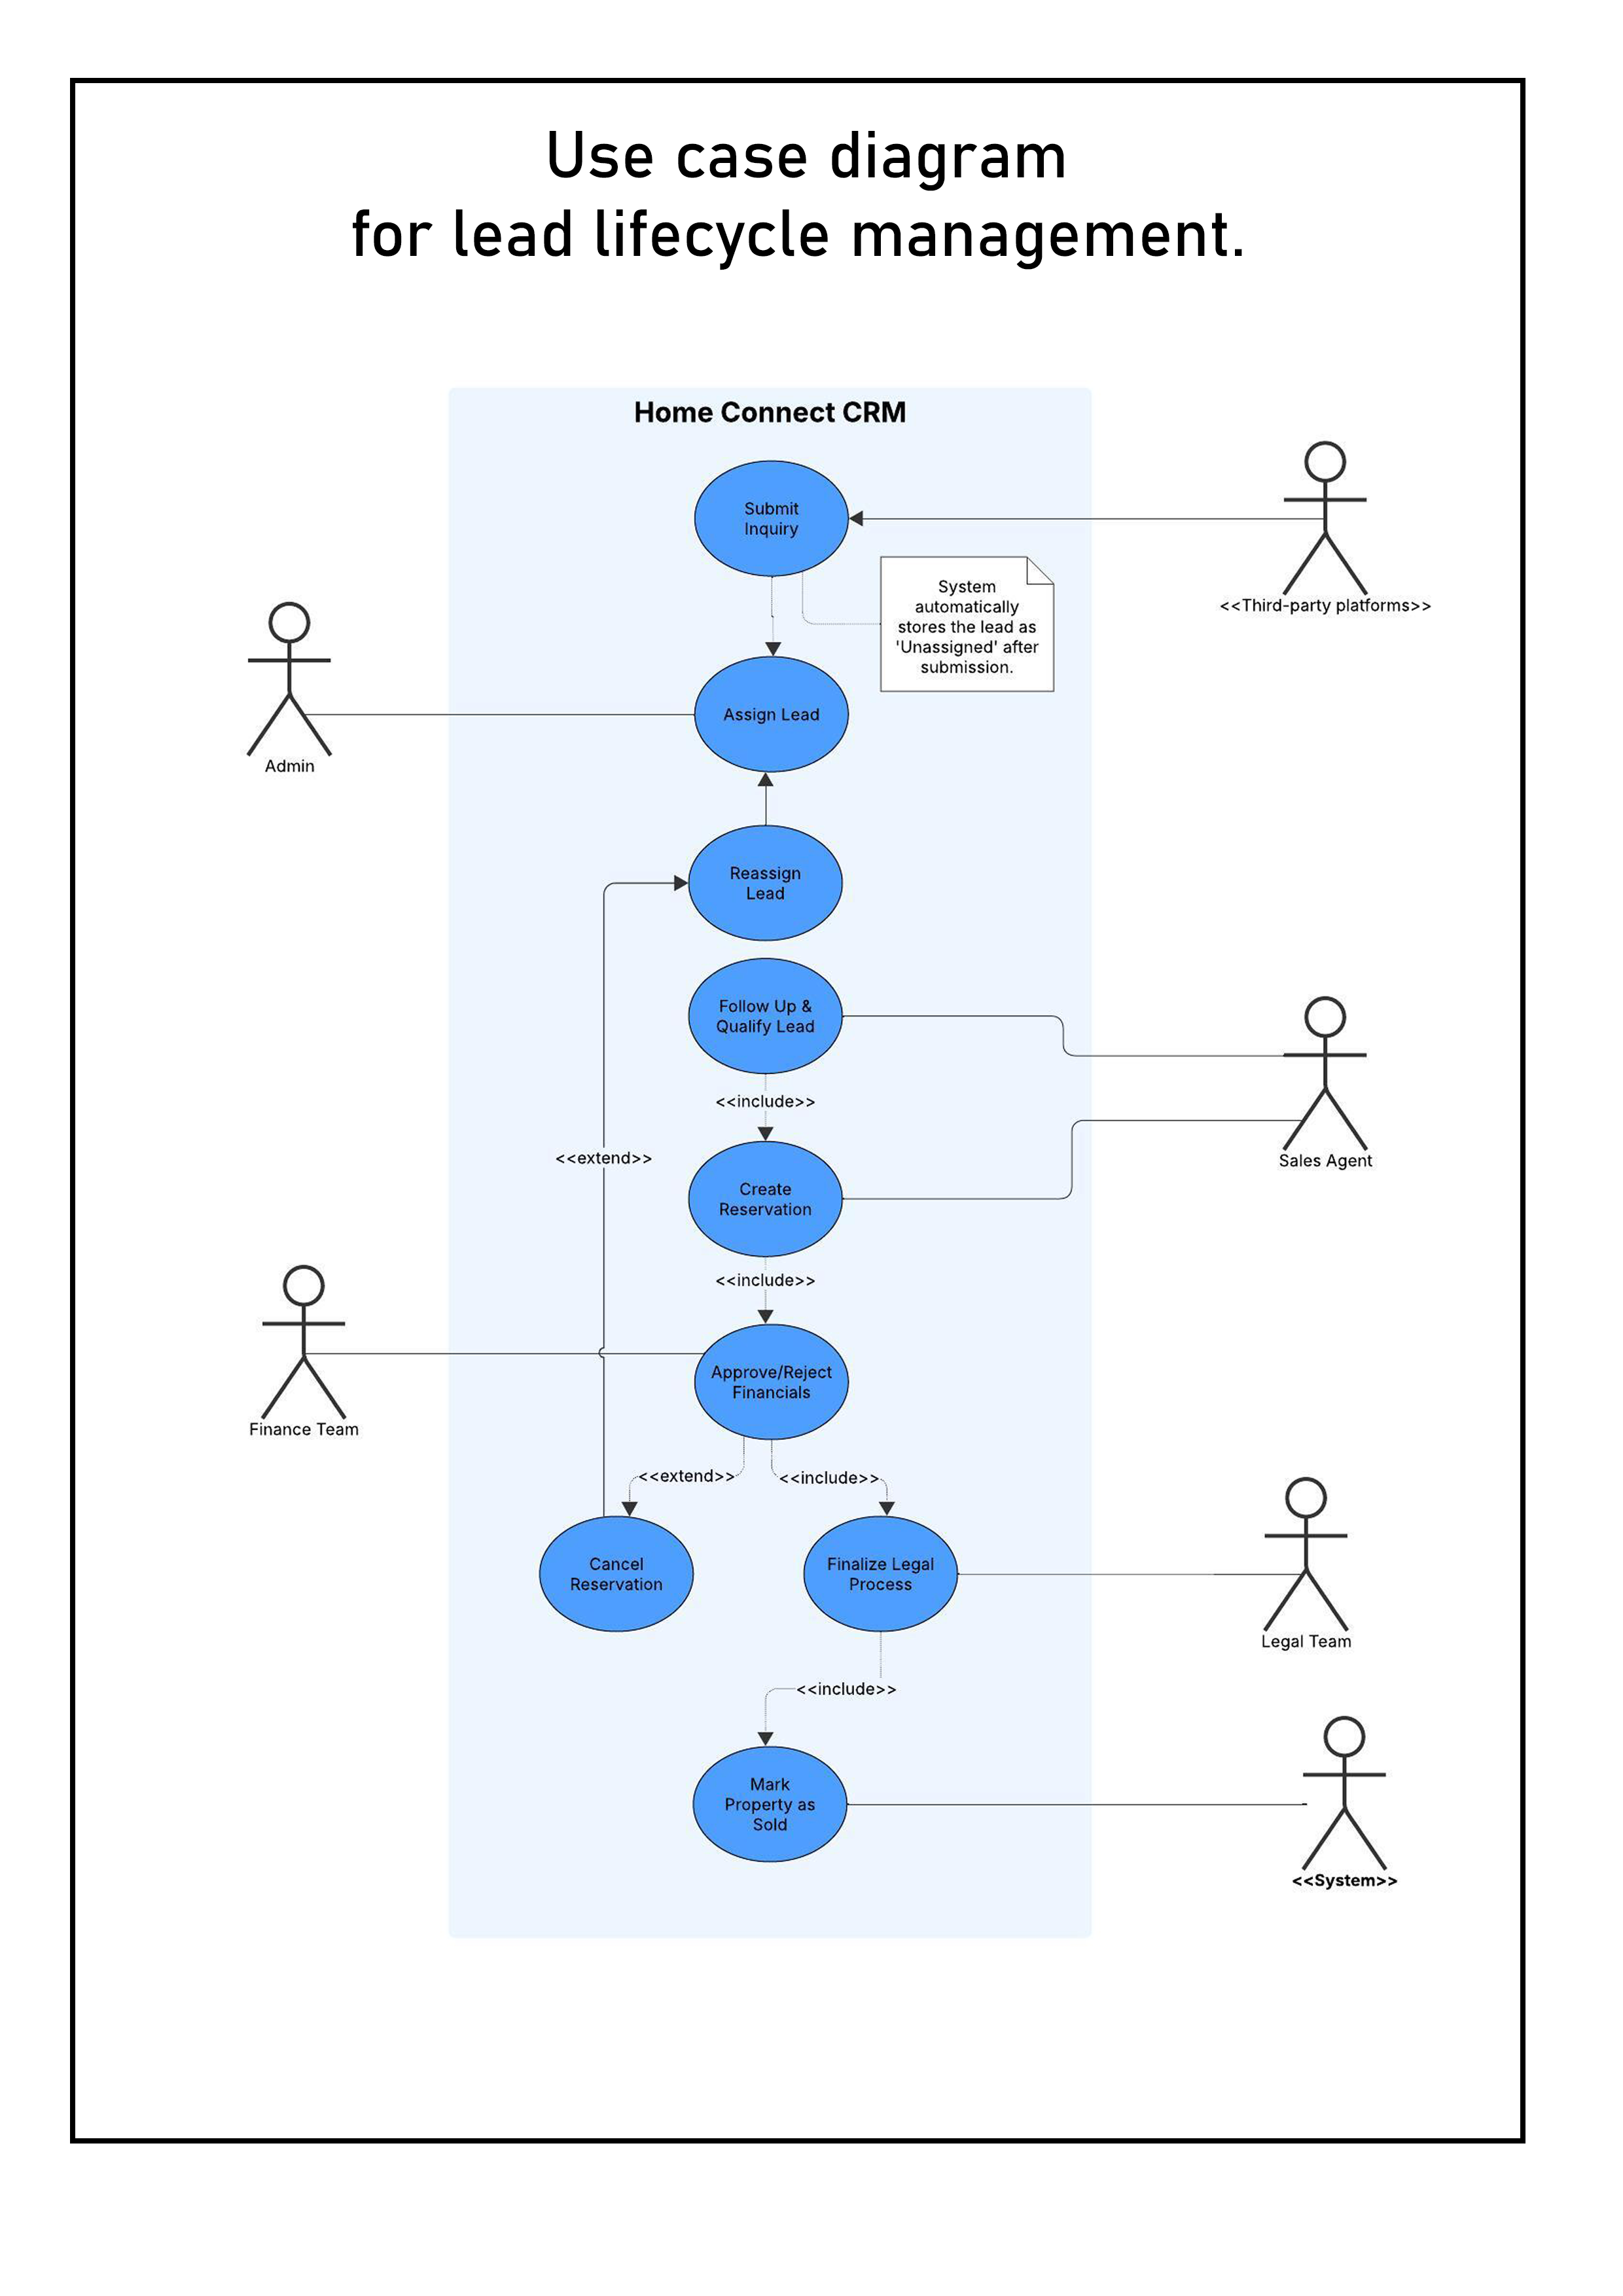 Use case diagram
for lead lifecycle management.
Home Connect CRM
Submit
Inquiry
<<Third-party platforms>>
System
automatically
stores the lead as
'Unassigned' after
submission.
Admin
Assign Lead
Reassign
Lead
Follow Up &
Qualify Lead
<<include>>
<<extend>>
Sales Agent
Create
Reservation
<<include>>
Finance Team
Approve/Reject
Financials
<<extend>>
<<include>>
Cancel
Reservation
Finalize Legal
Process
Legal Team
<<include>>
Mark
Property as
Sold
<<System>>